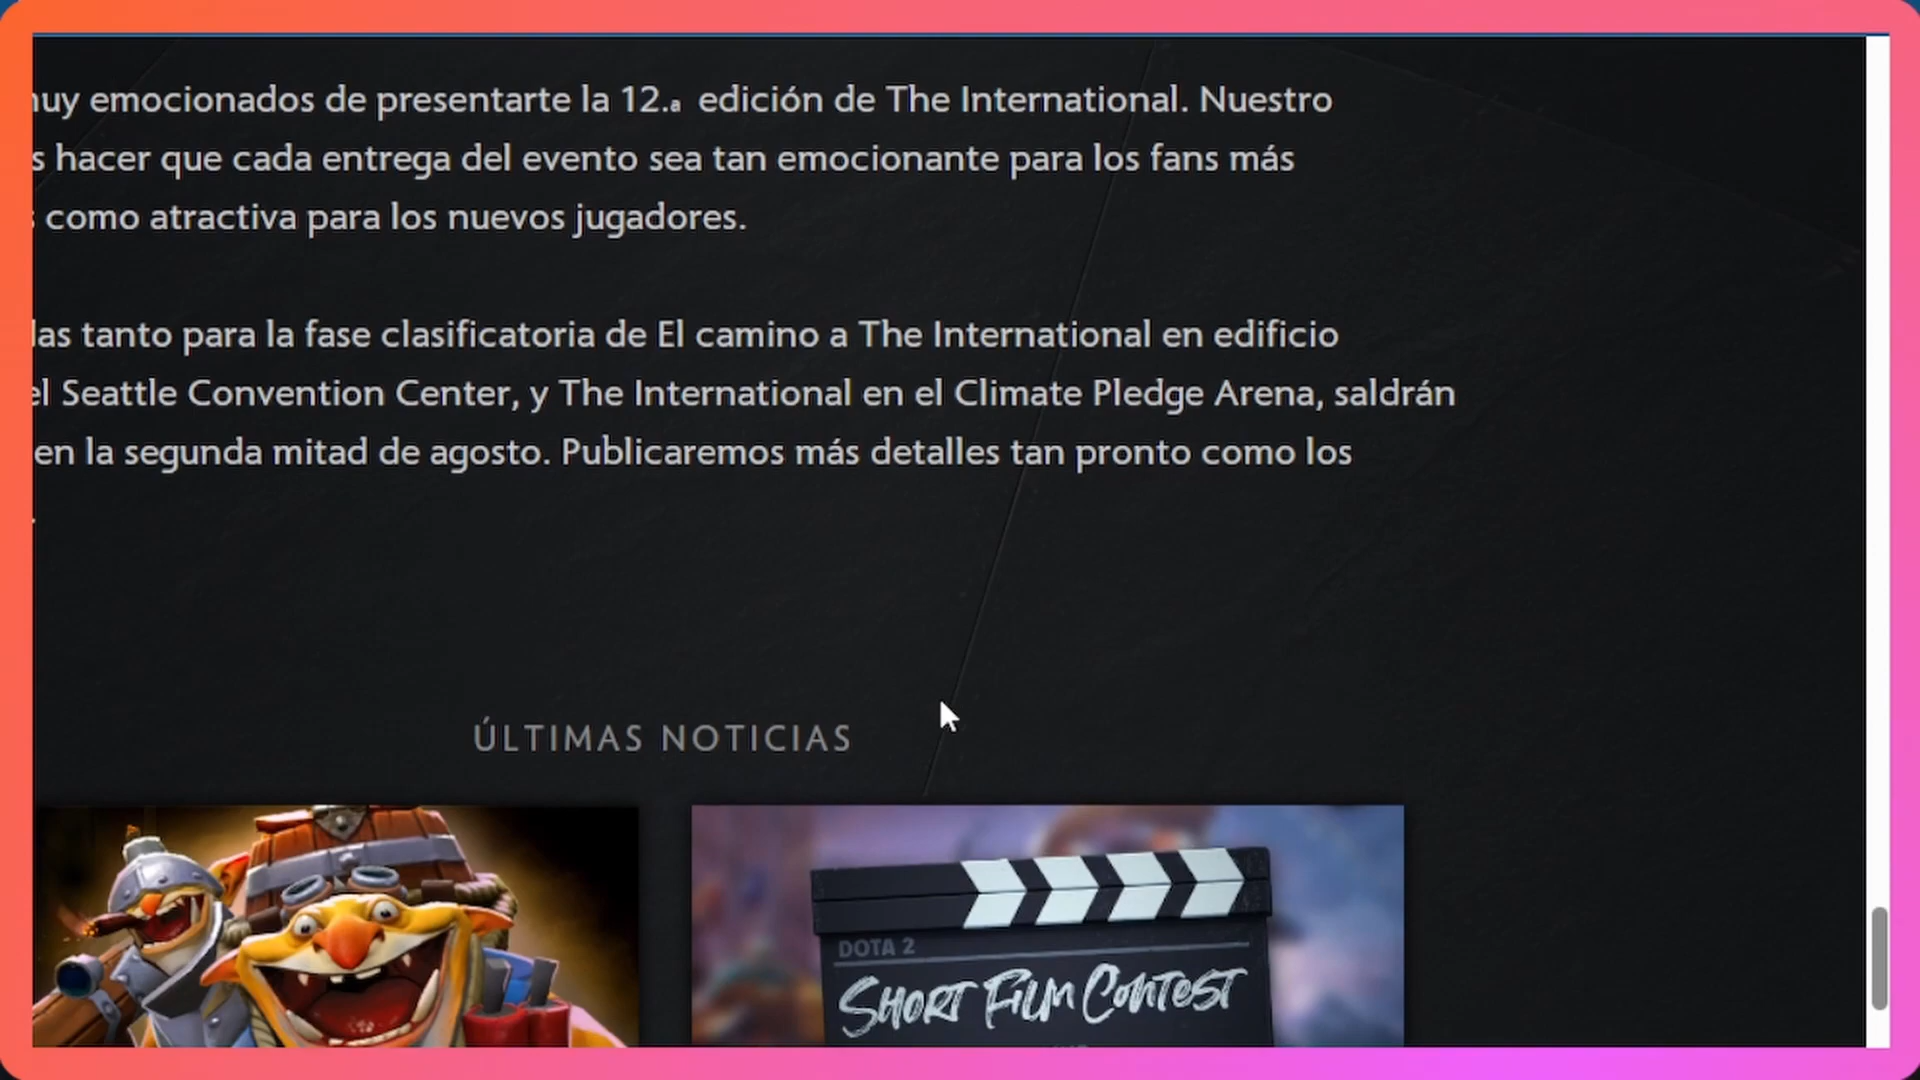 muy emocionados de presentarte la 12.ª edición de The International. Nuestro
s hacer que cada entrega del evento sea tan emocionante para los fans más
s como atractiva para los nuevos jugadores.
las tanto para la fase clasificatoria de El camino a The International en edificio
el Seattle Convention Center, y The International en el Climate Pledge Arena, saldrán
en la segunda mitad de agosto. Publicaremos más detalles tan pronto como los
.
ÚLTIMAS NOTICIAS
DOTA 2
SHORT FILM CONTEST